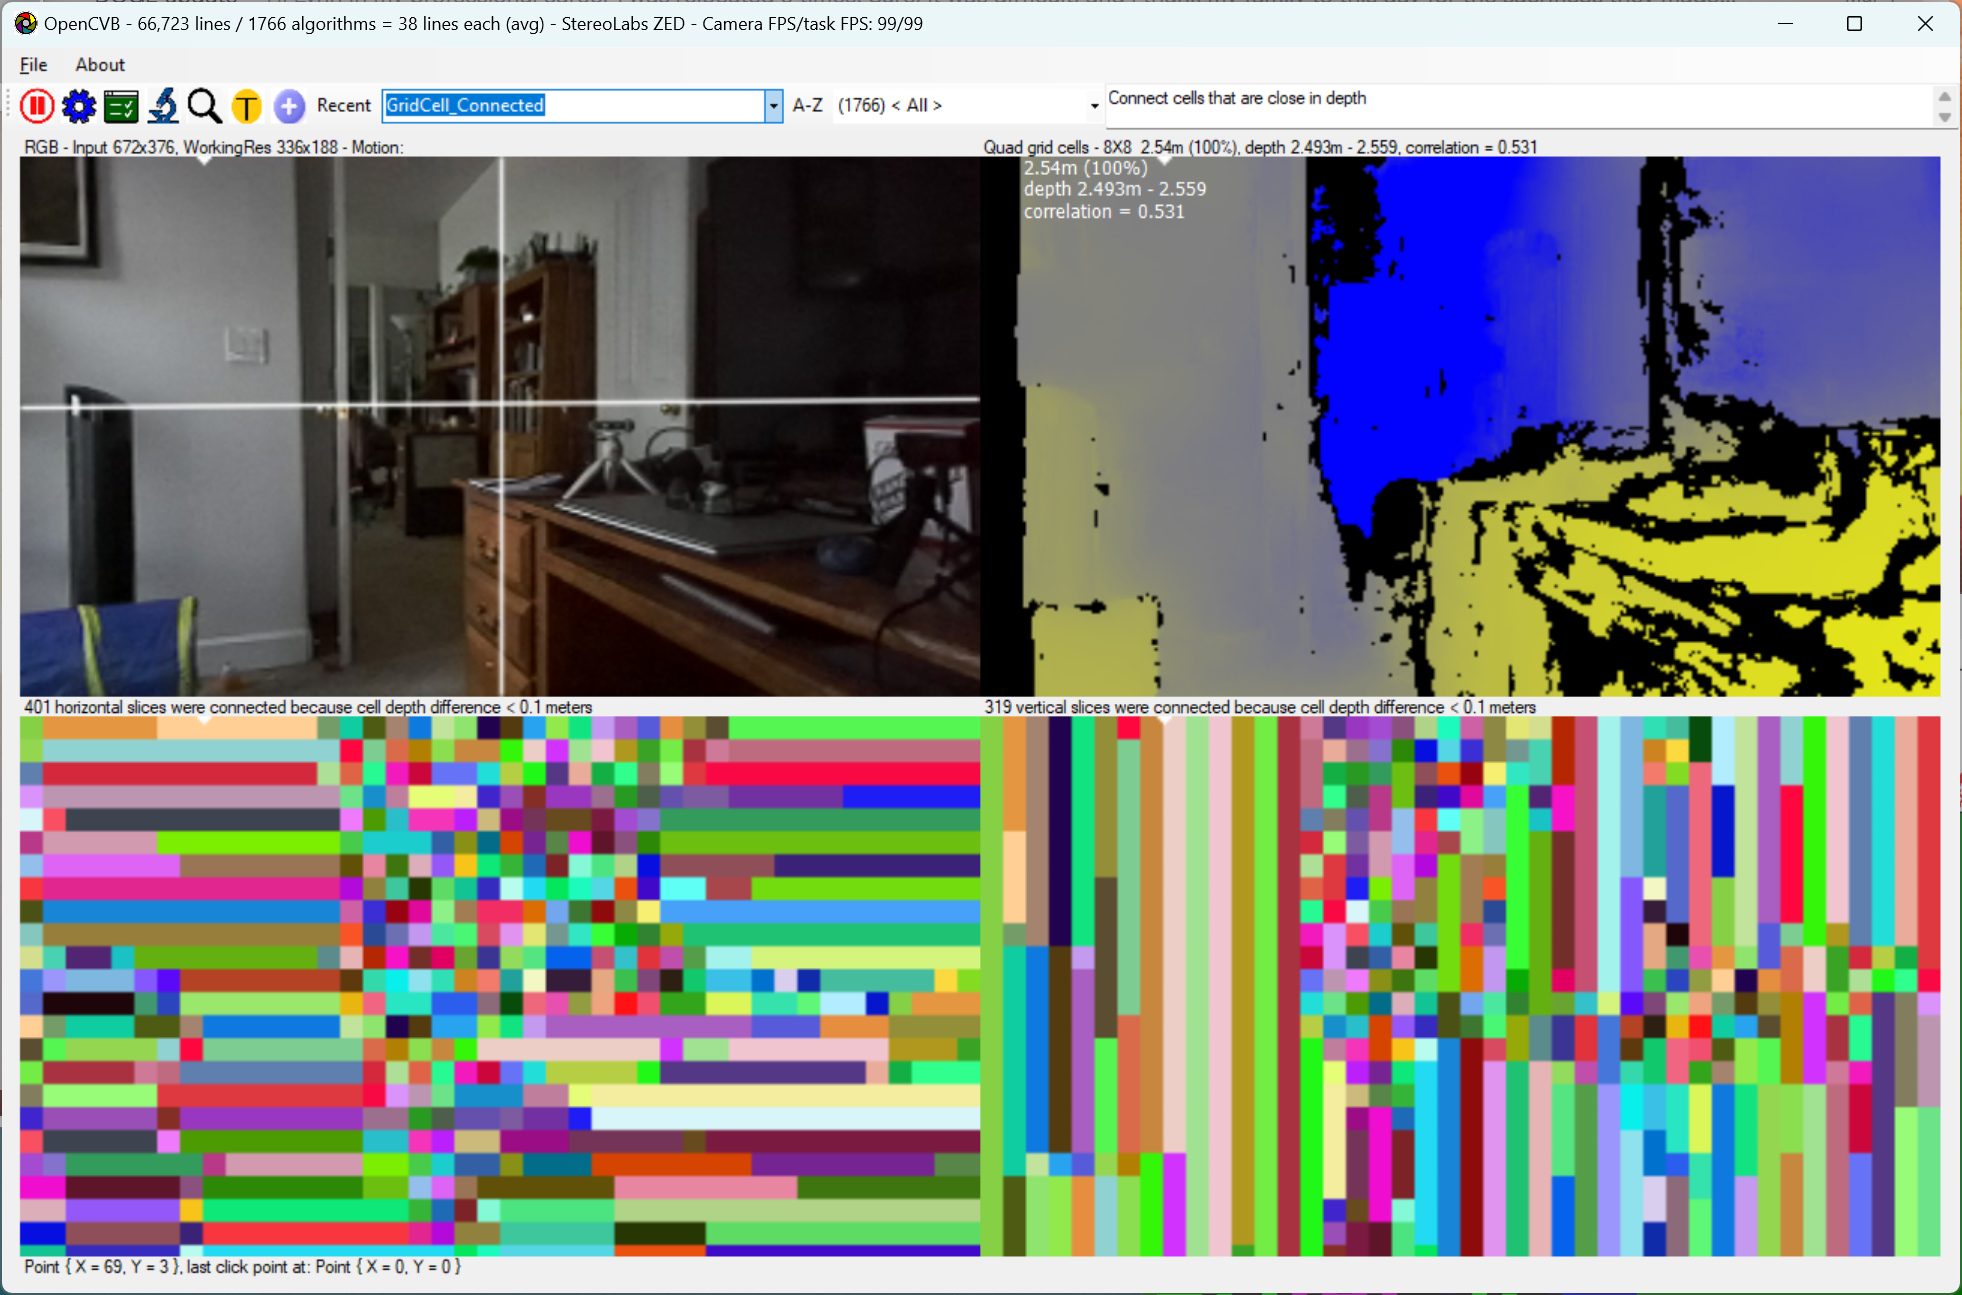 OpenCVB - 66,723 lines / 1766 algorithms = 38 lines each (avg) - StereoLabs ZED - Camera FPS/task FPS: 99/99
File About
T Recent GridCell_Connected A-Z (1766) < All > Connect cells that are close in depth
RGB - Input 672x376, WorkingRes 336x188 - Motion:
Quad grid cells - 8X8 2.54m (100%), depth 2.493m - 2.559, correlation = 0.531
2.54m (100%)
depth 2.493m - 2.559
correlation = 0.531
401 horizontal slices were connected because cell depth difference < 0.1 meters
319 vertical slices were connected because cell depth difference < 0.1 meters
Point { X = 69, Y = 3 }, last click point at: Point { X = 0, Y = 0 }